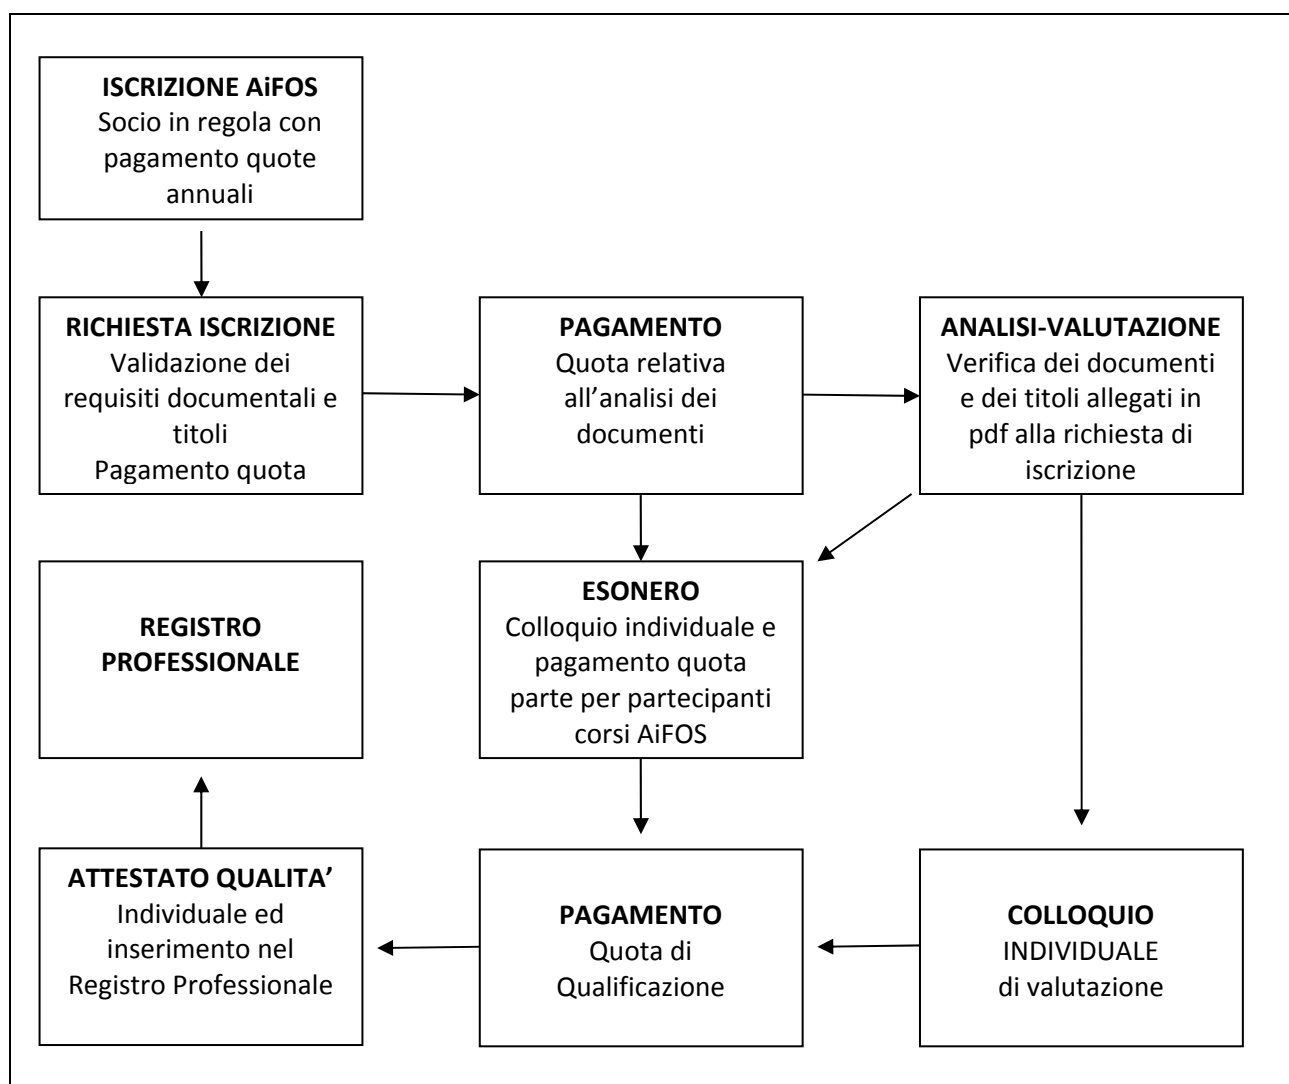 ISCRIZIONE AiFOS
Socio in regola con
pagamento quote
annuali
RICHIESTA ISCRIZIONE
Validazione dei
requisiti documentali e
titoli
Pagamento quota
PAGAMENTO
Quota relativa
all’analisi dei
documenti
ANALISI-VALUTAZIONE
Verifica dei documenti
e dei titoli allegati in
pdf alla richiesta di
iscrizione
REGISTRO
PROFESSIONALE
ESONERO
Colloquio individuale e
pagamento quota
parte per partecipanti
corsi AiFOS
ATTESTATO QUALITA’
Individuale ed
inserimento nel
Registro Professionale
PAGAMENTO
Quota di
Qualificazione
COLLOQUIO
INDIVIDUALE
di valutazione